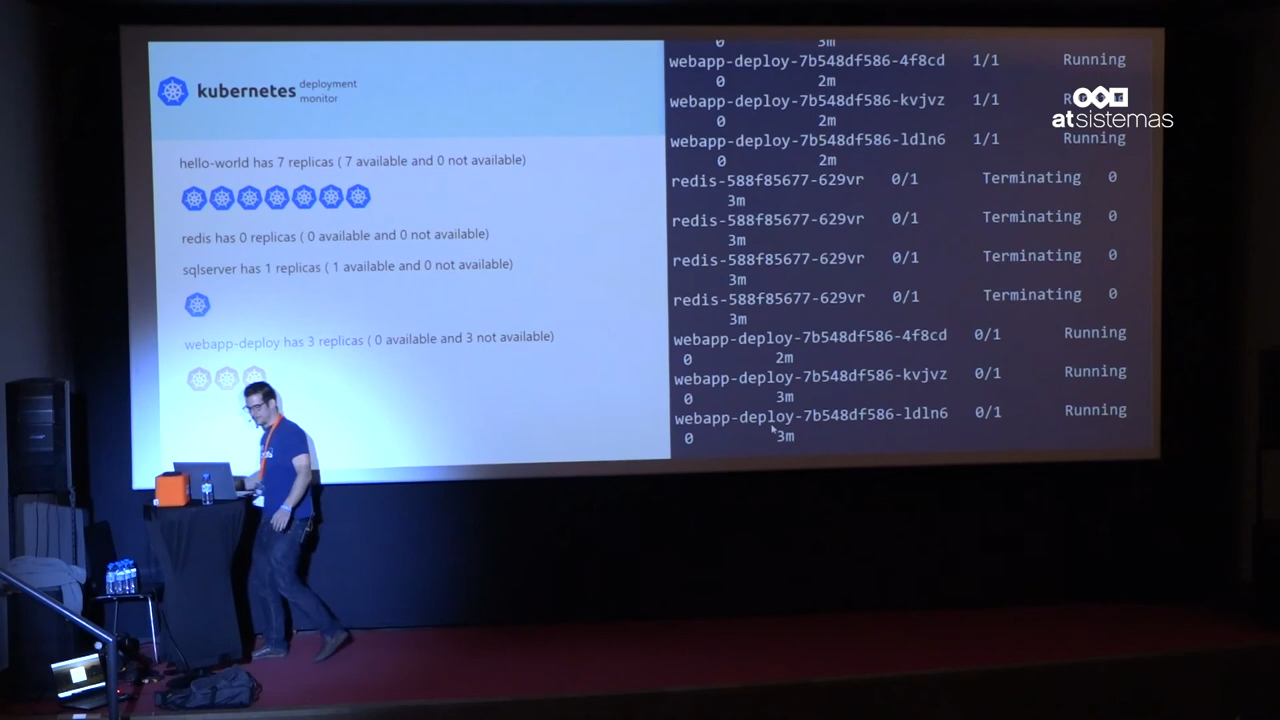 kubernetes deployment
monitor
hello-world has 7 replicas ( 7 available and 0 not available)
redis has 0 replicas ( 0 available and 0 not available)
sqlserver has 1 replicas ( 1 available and 0 not available)
webapp-deploy has 3 replicas ( 0 available and 3 not available)
0 3m
webapp-deploy-7b548df586-4f8cd 1/1 Running
0 2m
webapp-deploy-7b548df586-kvjvz 1/1
0 2m
webapp-deploy-7b548df586-ldln6 1/1 Running
0 2m
redis-588f85677-629vr 0/1 Terminating 0
3m
redis-588f85677-629vr 0/1 Terminating 0
3m
redis-588f85677-629vr 0/1 Terminating 0
3m
redis-588f85677-629vr 0/1 Terminating 0
3m
webapp-deploy-7b548df586-4f8cd 0/1 Running
0 2m
webapp-deploy-7b548df586-kvjvz 0/1 Running
0 3m
webapp-deploy-7b548df586-ldln6 0/1 Running
0 3m
atsistemas